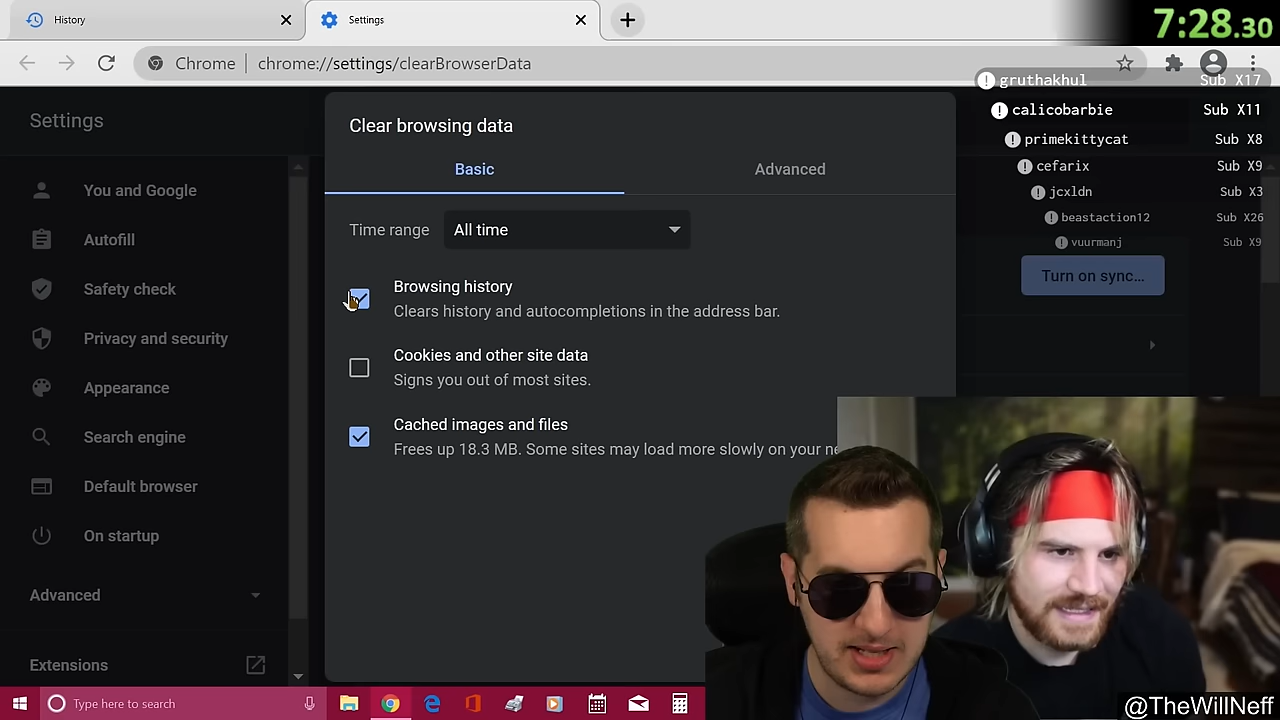 History
Settings
7:28.30
Chrome
chrome://settings/clearBrowserData
gruthakhul Sub X17
calicobarbie Sub X11
primekittycat Sub X8
cefarix Sub X9
jcxldn Sub X3
beastaction12 Sub X26
vuurmanj Sub X9
Settings
You and Google
Autofill
Safety check
Privacy and security
Appearance
Search engine
Default browser
On startup
Advanced
Extensions
Clear browsing data
Basic
Advanced
Time range
All time
Browsing history
Clears history and autocompletions in the address bar.
Cookies and other site data
Signs you out of most sites.
Cached images and files
Frees up 18.3 MB. Some sites may load more slowly on your
Turn on sync...
Type here to search
@TheWillNeff